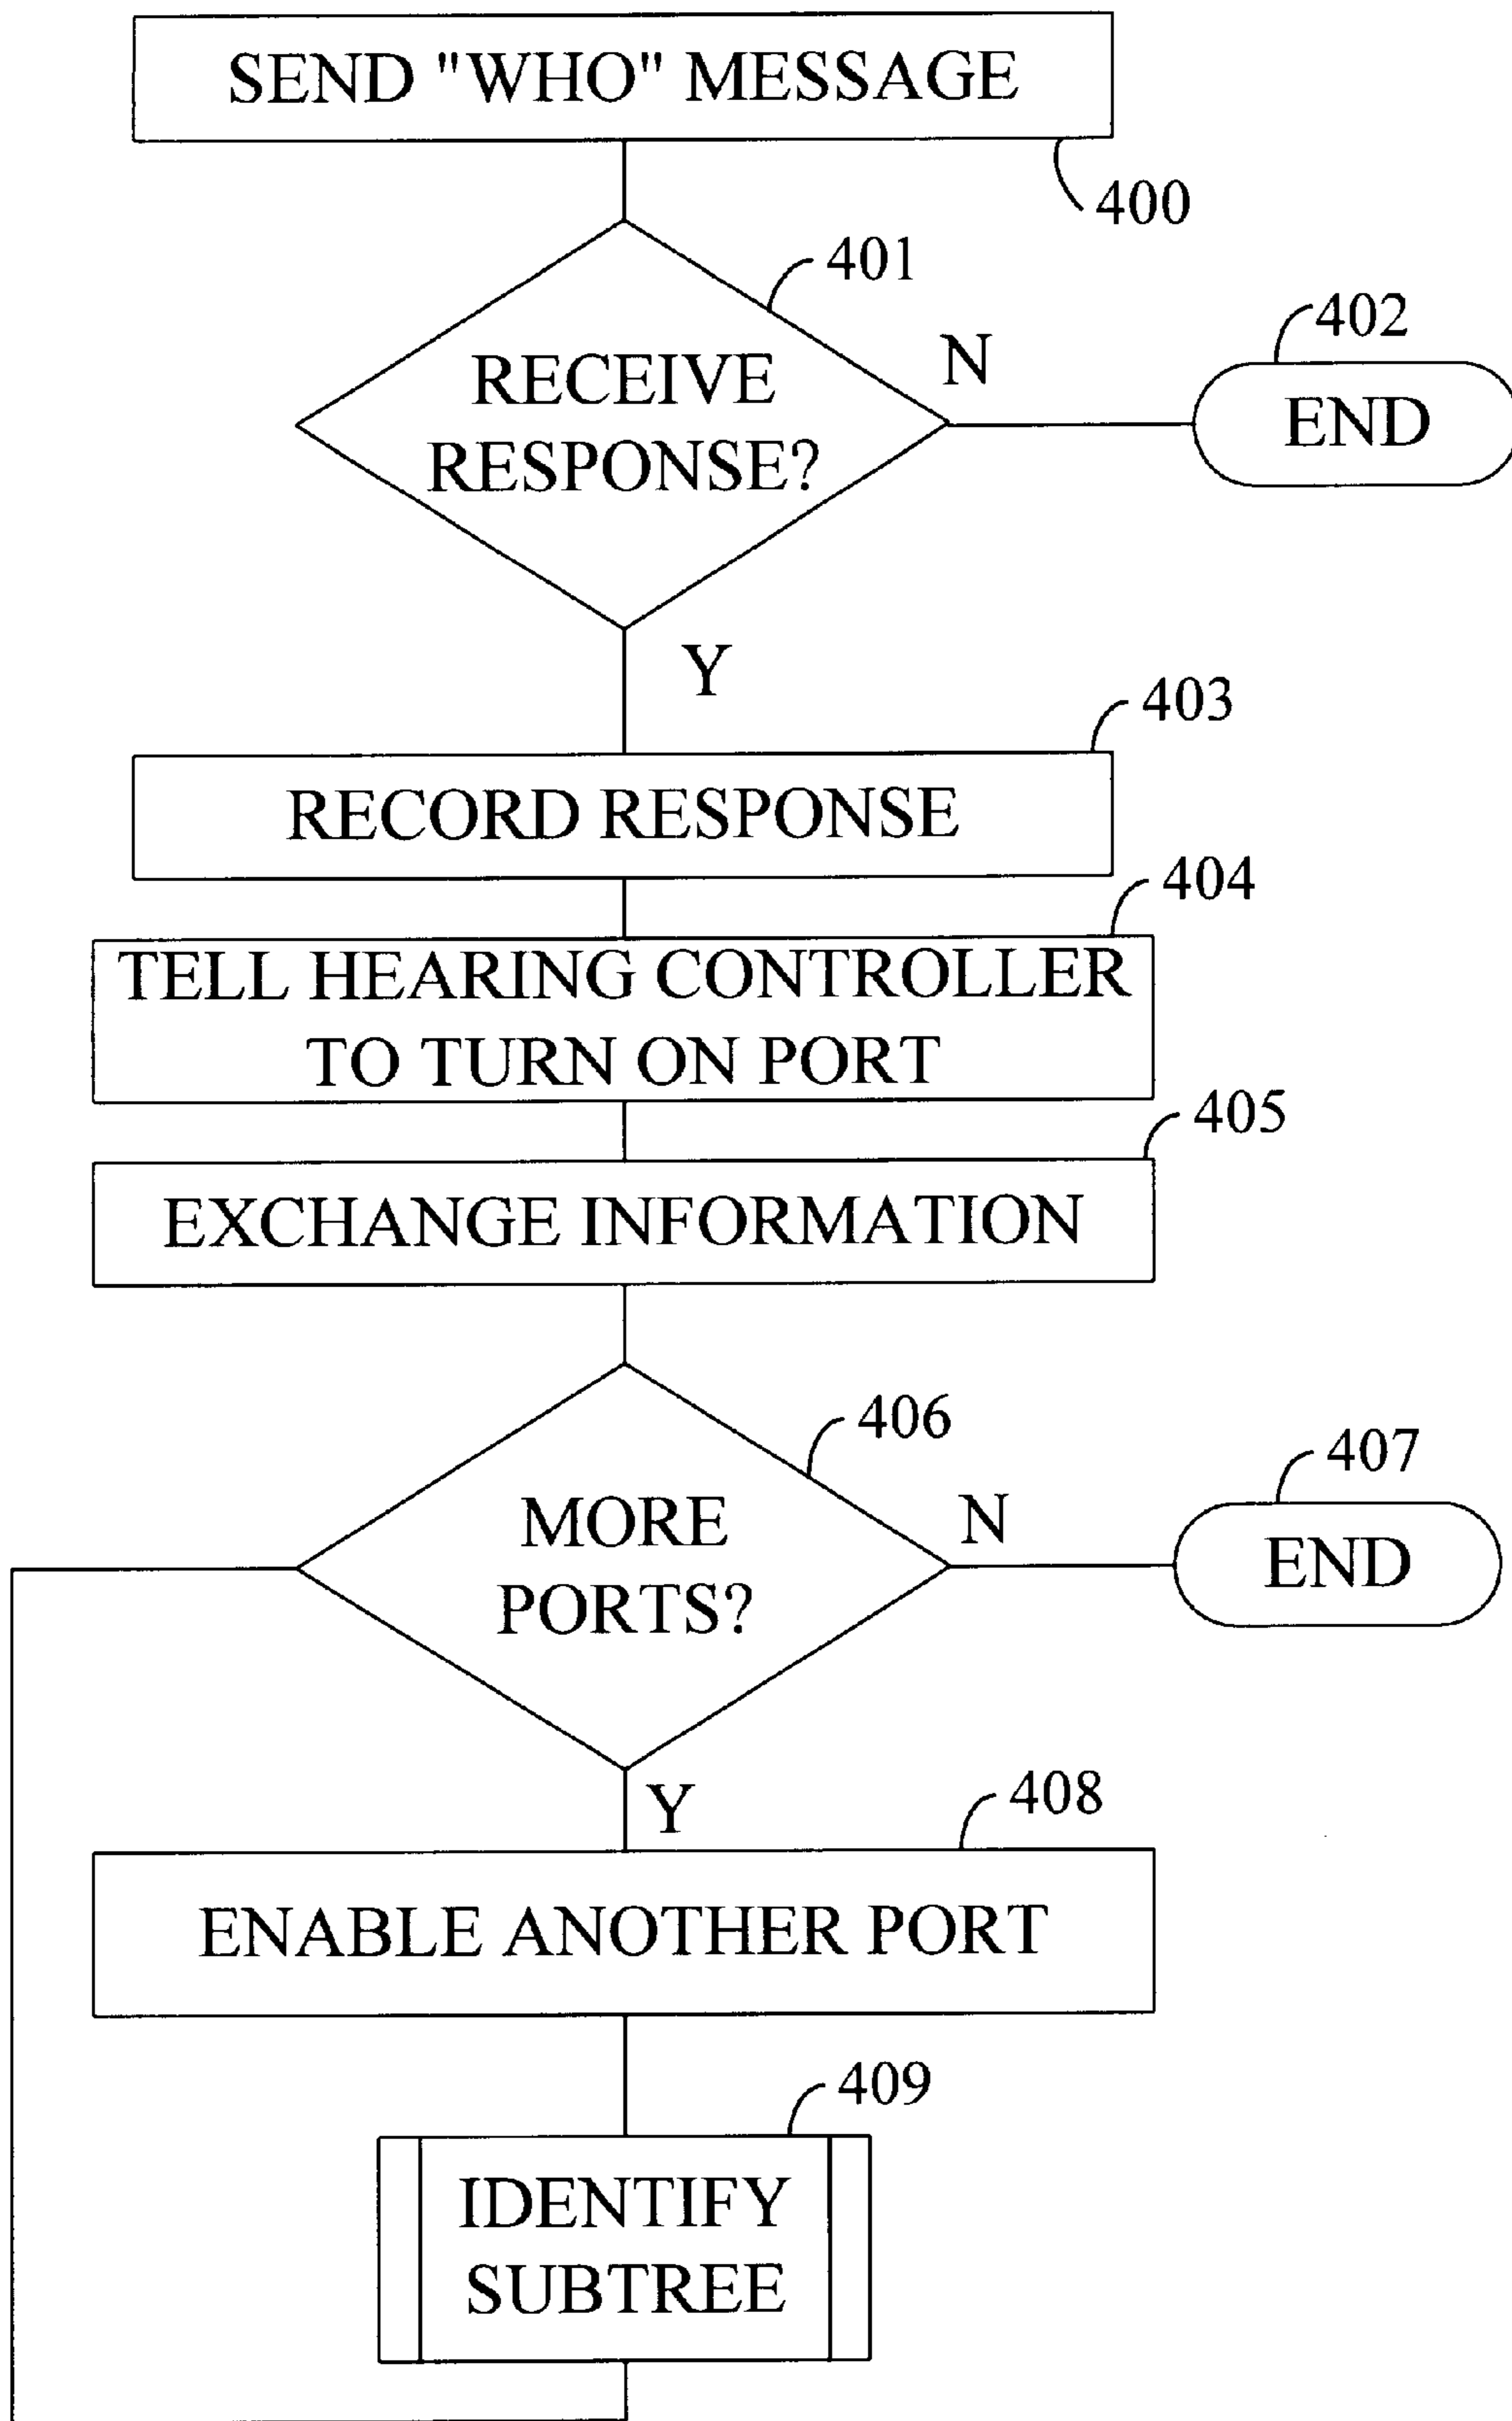 SEND "WHO" MESSAGE
400
401
RECEIVE
RESPONSE?
N
402
END
Y
403
RECORD RESPONSE
404
TELL HEARING CONTROLLER
TO TURN ON PORT
405
EXCHANGE INFORMATION
406
MORE
PORTS?
N
407
END
Y
408
ENABLE ANOTHER PORT
409
IDENTIFY
SUBTREE